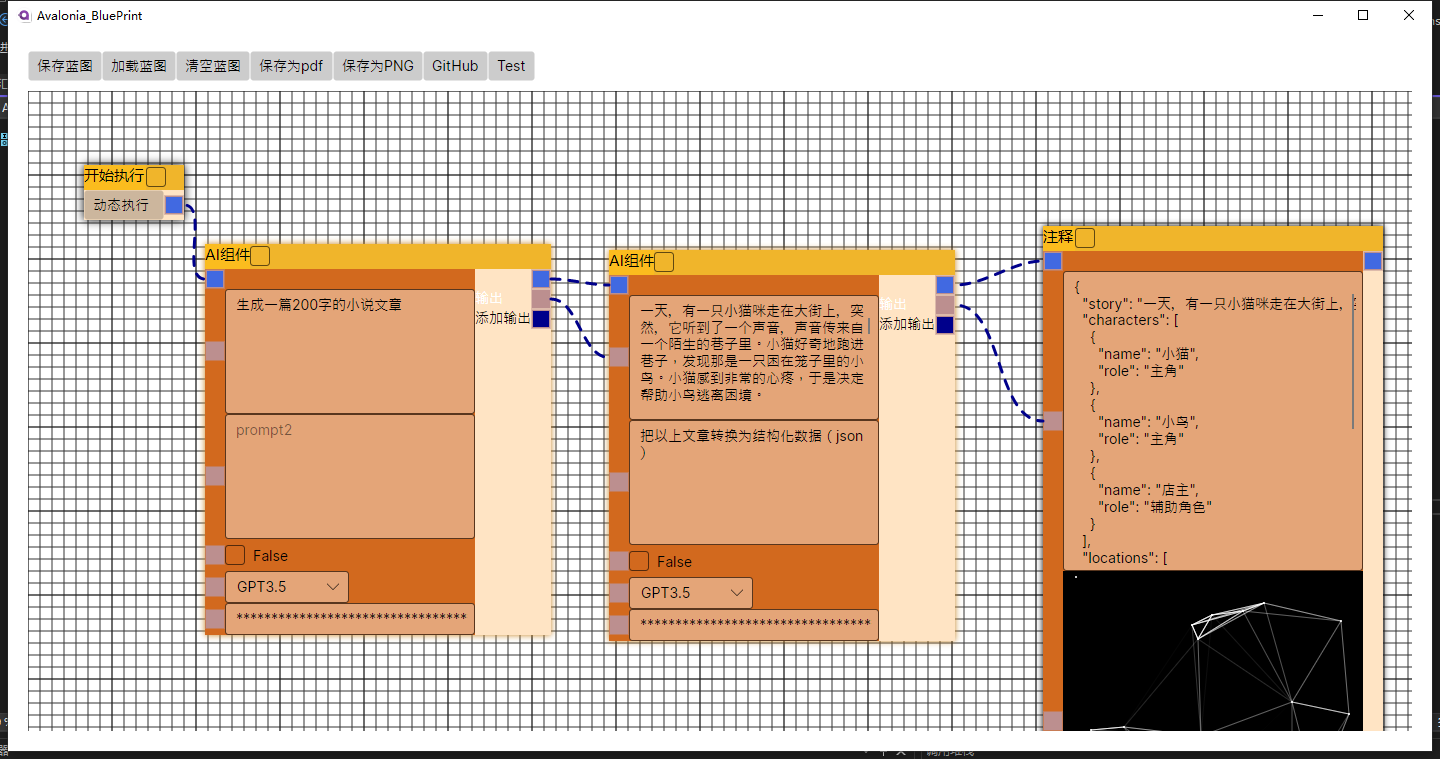 Avalonia_BluePrint
保存蓝图 加载蓝图 清空蓝图 保存为pdf 保存为PNG GitHub Test
开始执行
动态执行
AI组件
生成一篇200字的小说文章
prompt2
False
GPT3.5
********************************
输出
添加输出
AI组件
一天，有一只小猫咪走在大街上，突
然，它听到了一个声音，声音传来自
一个陌生的巷子里。小猫好奇地跑进
巷子，发现那是一只困在笼子里的小
鸟。小猫感到非常的心疼，于是决定
帮助小鸟逃离困境。
把以上文章转换为结构化数据（json
）
False
GPT3.5
********************************
输出
添加输出
注释
{
"story": "一天，有一只小猫咪走在大街上，
"characters": [
{
"name": "小猫",
"role": "主角"
},
{
"name": "小鸟",
"role": "主角"
},
{
"name": "店主",
"role": "辅助角色"
}
],
"locations": [